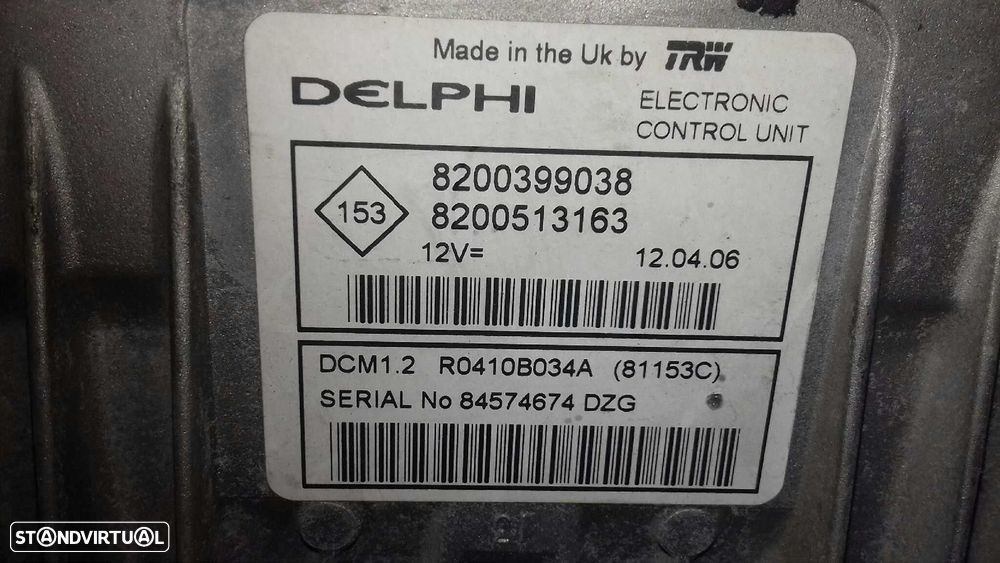 Made in the Uk by TRW
DELPHI
ELECTRONIC
CONTROL UNIT
153
8200399038
8200513163
12V=
12.04.06
DCM1.2 R0410B034A (81153C)
SERIAL No 84574674 DZG
STANDVIRTUAL